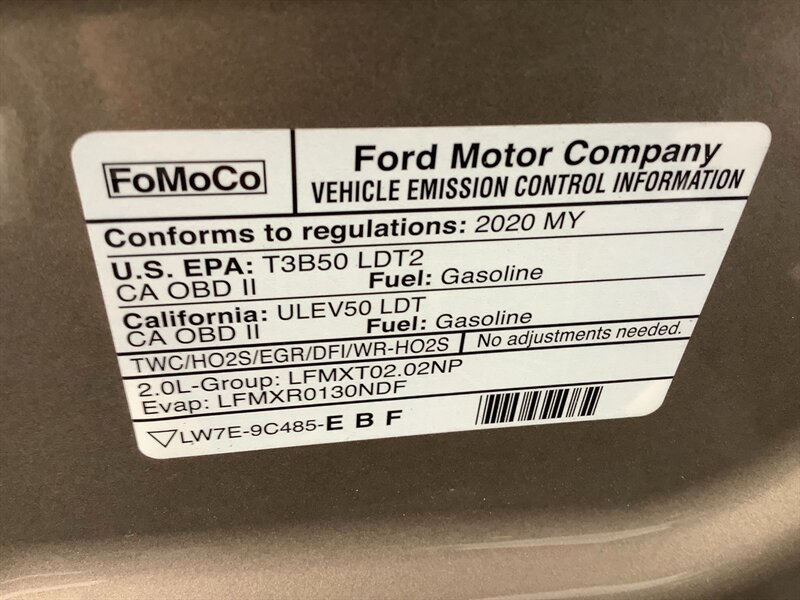 FoMoCo
Ford Motor Company
VEHICLE EMISSION CONTROL INFORMATION
Conforms to regulations: 2020 MY
U.S. EPA: T3B50 LDT2
CA OBD II Fuel: Gasoline
California: ULEV50 LDT
CA OBD II Fuel: Gasoline
TWC/HO2S/EGR/DFI/WR-HO2S No adjustments needed.
2.0L-Group: LFMXT02.02NP
Evap: LFMXR0130NDF
LW7E-9C485-E B F